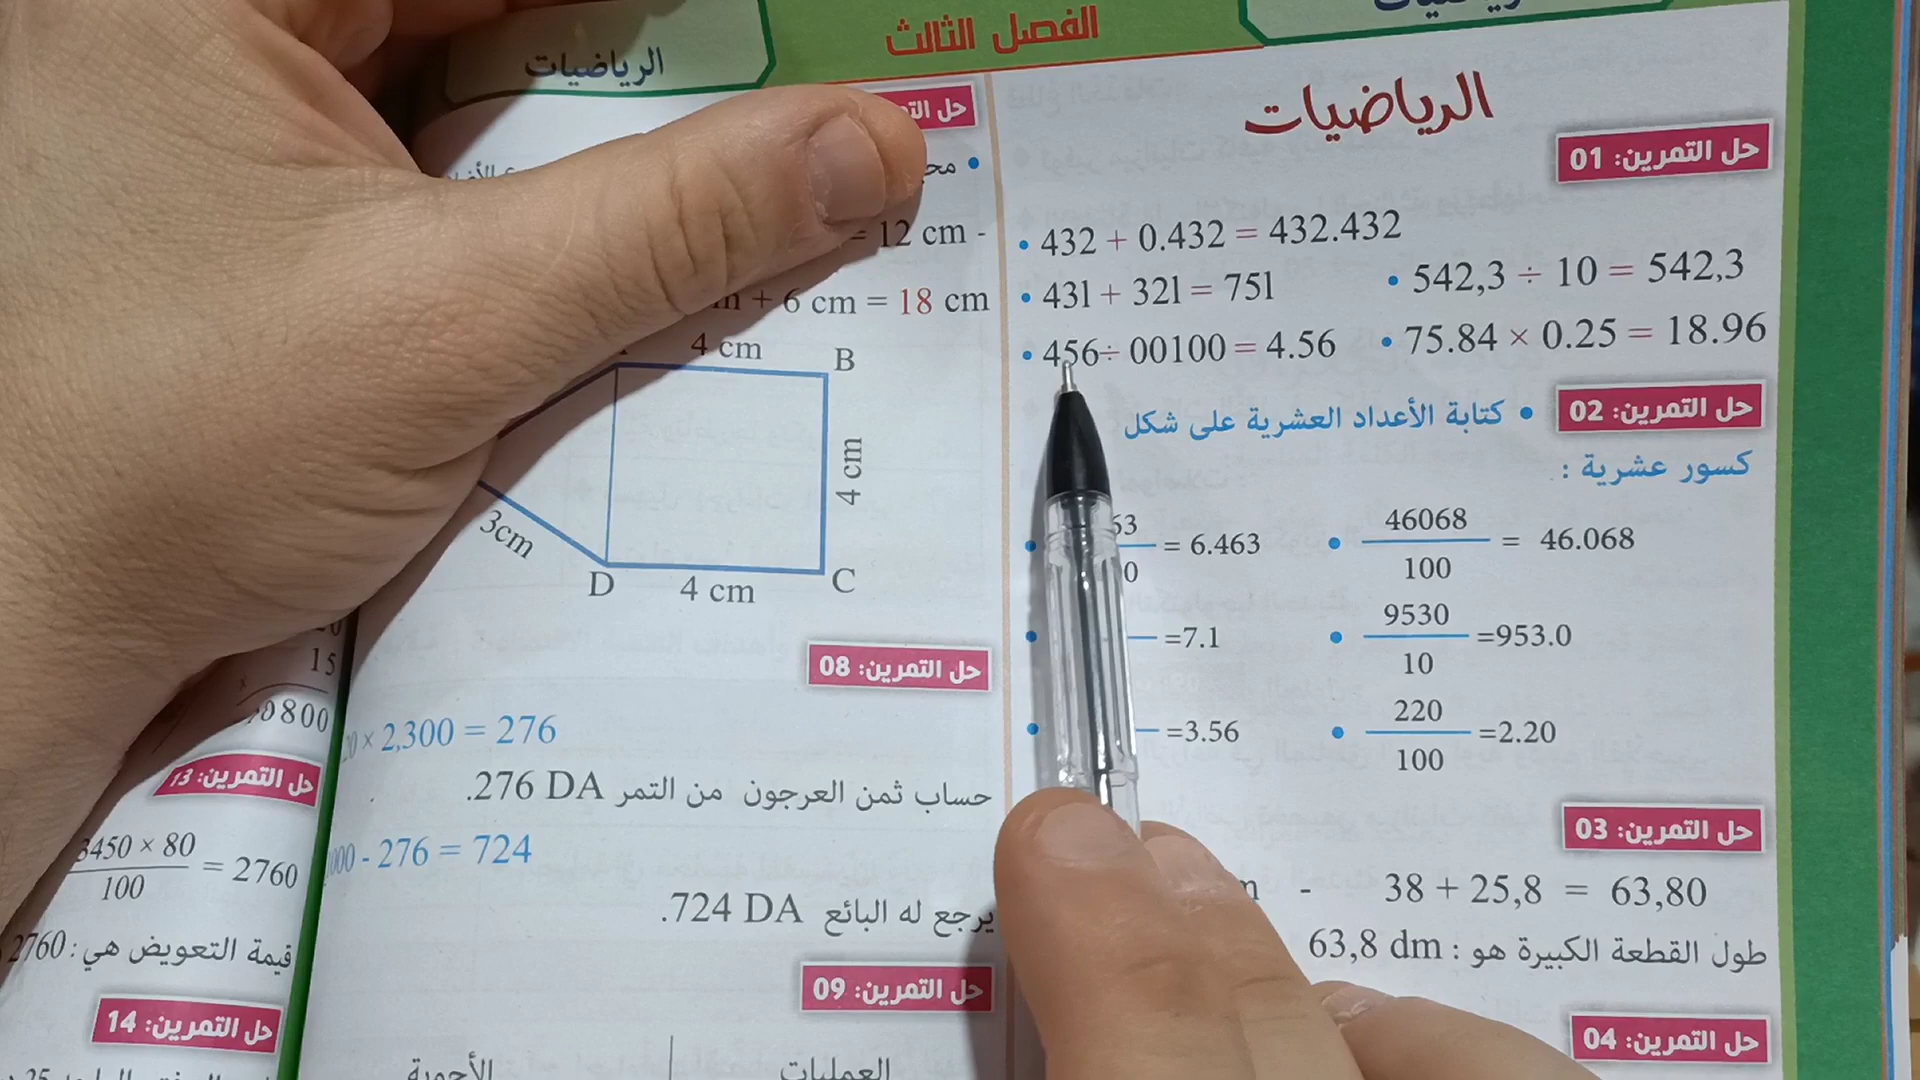 الفصل الثالث
الرياضيات
الرياضيات
حل التمرين: 01
• 432 + 0.432 = 432.432
• 431 + 321 = 751
• 542,3 ÷ 10 = 542,3
• 456÷ 00100 = 4.56
• 75.84 × 0.25 = 18.96
حل التمرين: 02
• كتابة الأعداد العشرية على شكل
كسور عشرية :
= 6.463
• 46068/100 = 46.068
=7.1
• 9530/10 =953.0
=3.56
• 220/100 =2.20
حل التمرين: 03
- 38 + 25,8 = 63,80
طول القطعة الكبيرة هو : 63,8 dm
حل التمرين: 04
= 12 cm -
+ 6 cm = 18 cm
4 cm
B
4 cm
3cm
D
4 cm
C
حل التمرين: 08
× 2,300 = 276
حساب ثمن العرجون من التمر 276 DA.
- 276 = 724
يرجع له البائع 724 DA.
حل التمرين: 09
العمليات
الأجوبة
15
0800
حل التمرين: 13
3450 × 80/100 = 2760
قيمة التعويض هي : 2760
حل التمرين: 14